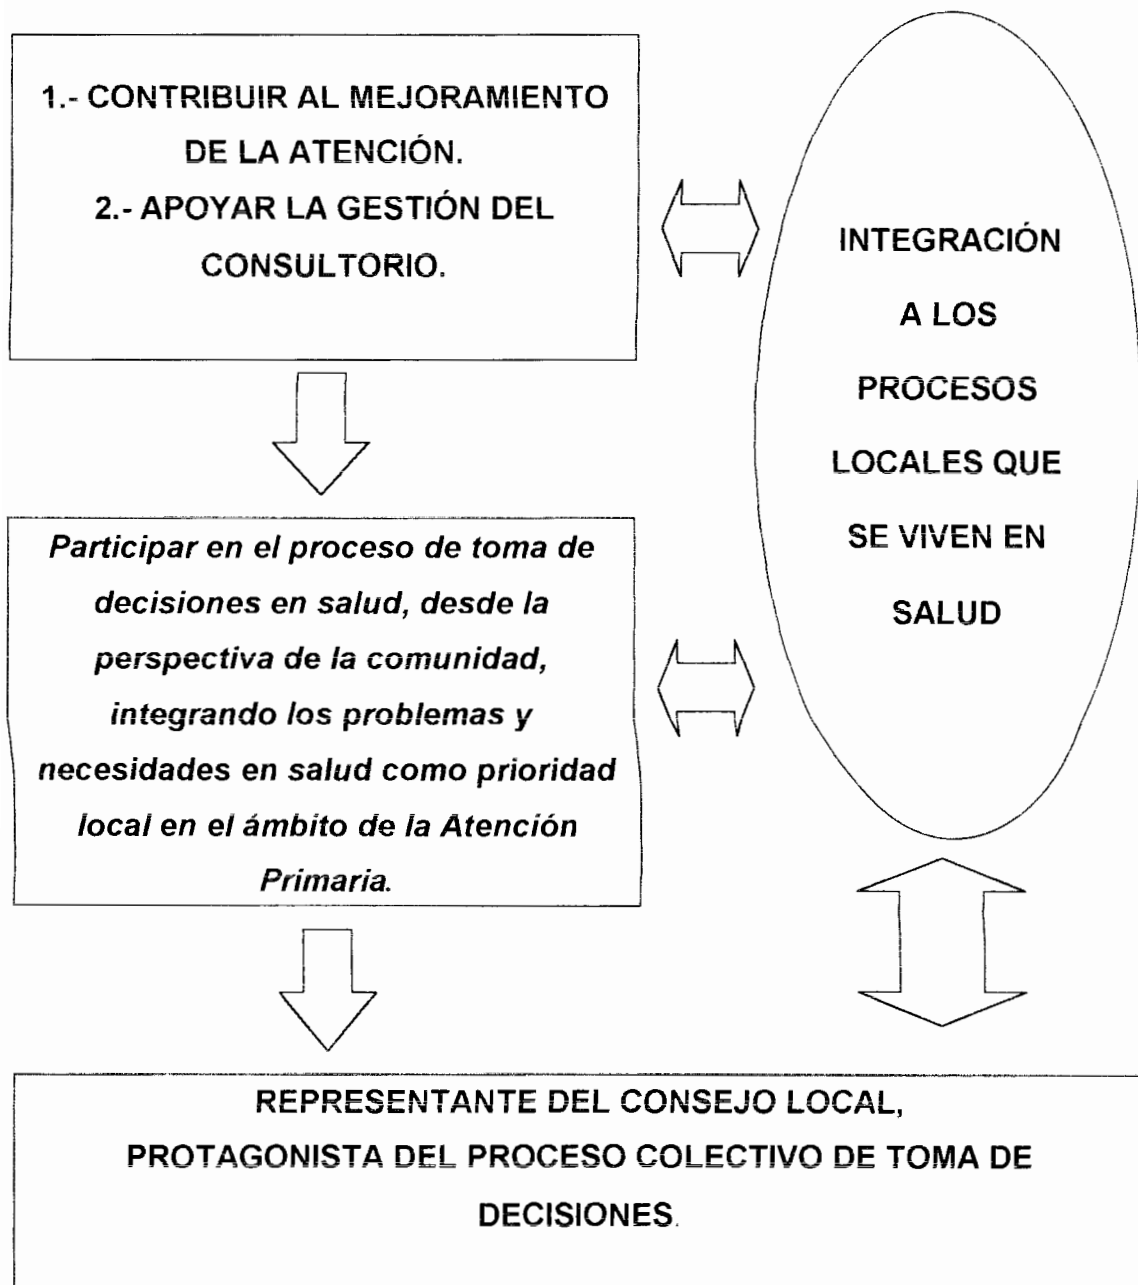 1.- CONTRIBUIR AL MEJORAMIENTO
DE LA ATENCIÓN.
2.- APOYAR LA GESTIÓN DEL
CONSULTORIO.
INTEGRACIÓN
A LOS
PROCESOS
LOCALES QUE
SE VIVEN EN
SALUD
Participar en el proceso de toma de
decisiones en salud, desde la
perspectiva de la comunidad,
integrando los problemas y
necesidades en salud como prioridad
local en el ámbito de la Atención
Primaria.
REPRESENTANTE DEL CONSEJO LOCAL,
PROTAGONISTA DEL PROCESO COLECTIVO DE TOMA DE
DECISIONES.